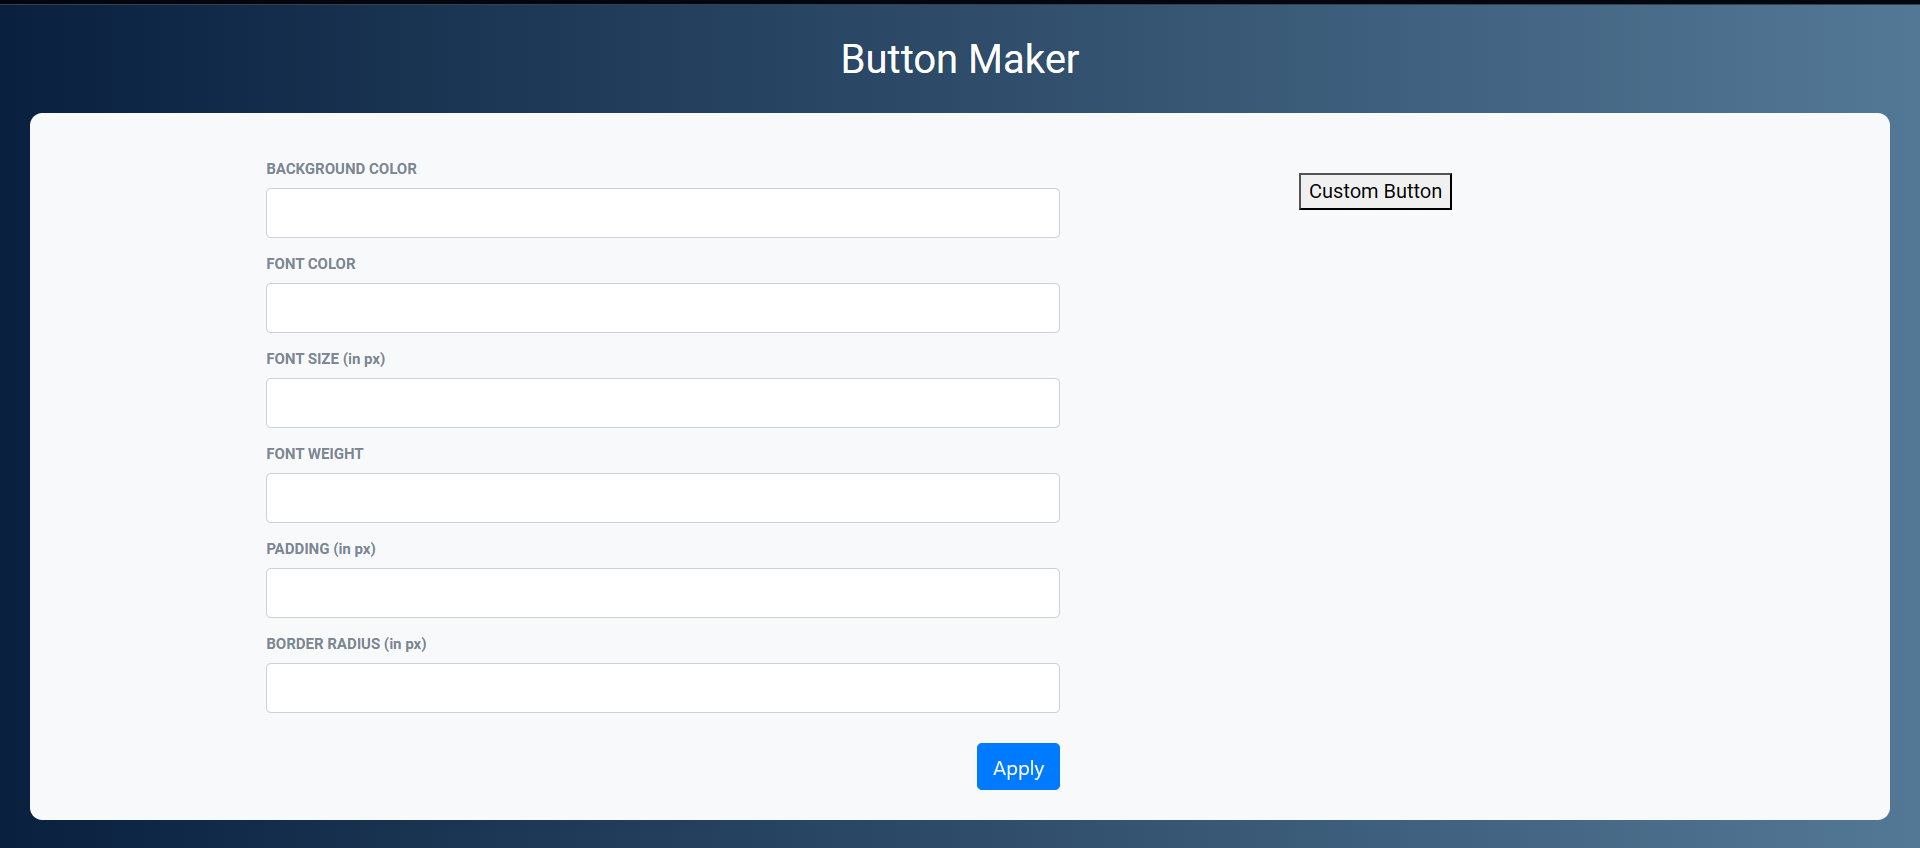 Button Maker
BACKGROUND COLOR
Custom Button
FONT COLOR
FONT SIZE (in px)
FONT WEIGHT
PADDING (in px)
BORDER RADIUS (in px)
Apply